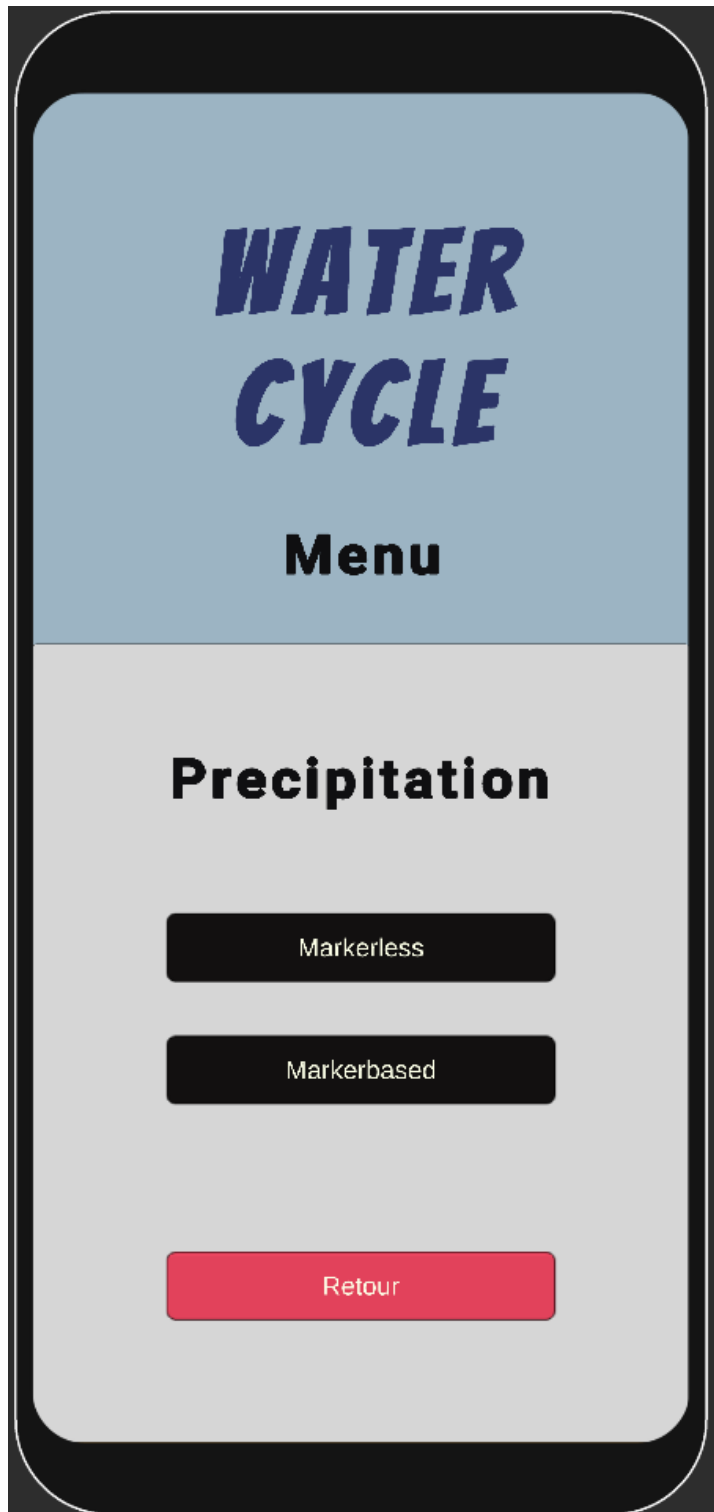 WATER
CYCLE
Menu
Precipitation
Markerless
Markerbased
Retour